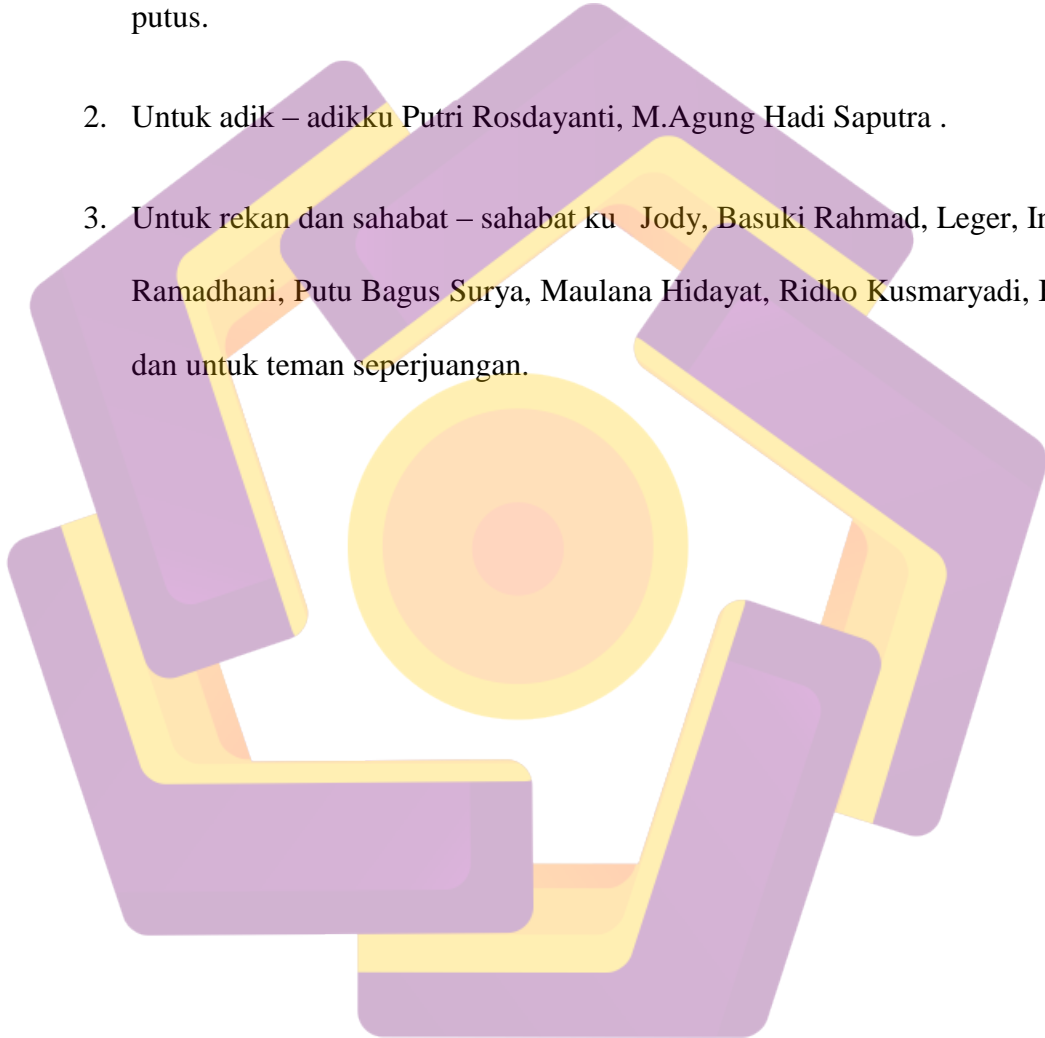 putus.
2. Untuk adik – adikku Putri Rosdayanti, M.Agung Hadi Saputra .
3. Untuk rekan dan sahabat – sahabat ku Jody, Basuki Rahmad, Leger,
Ramadhani, Putu Bagus Surya, Maulana Hidayat, Ridho Kusmaryadi,
dan untuk teman seperjuangan.